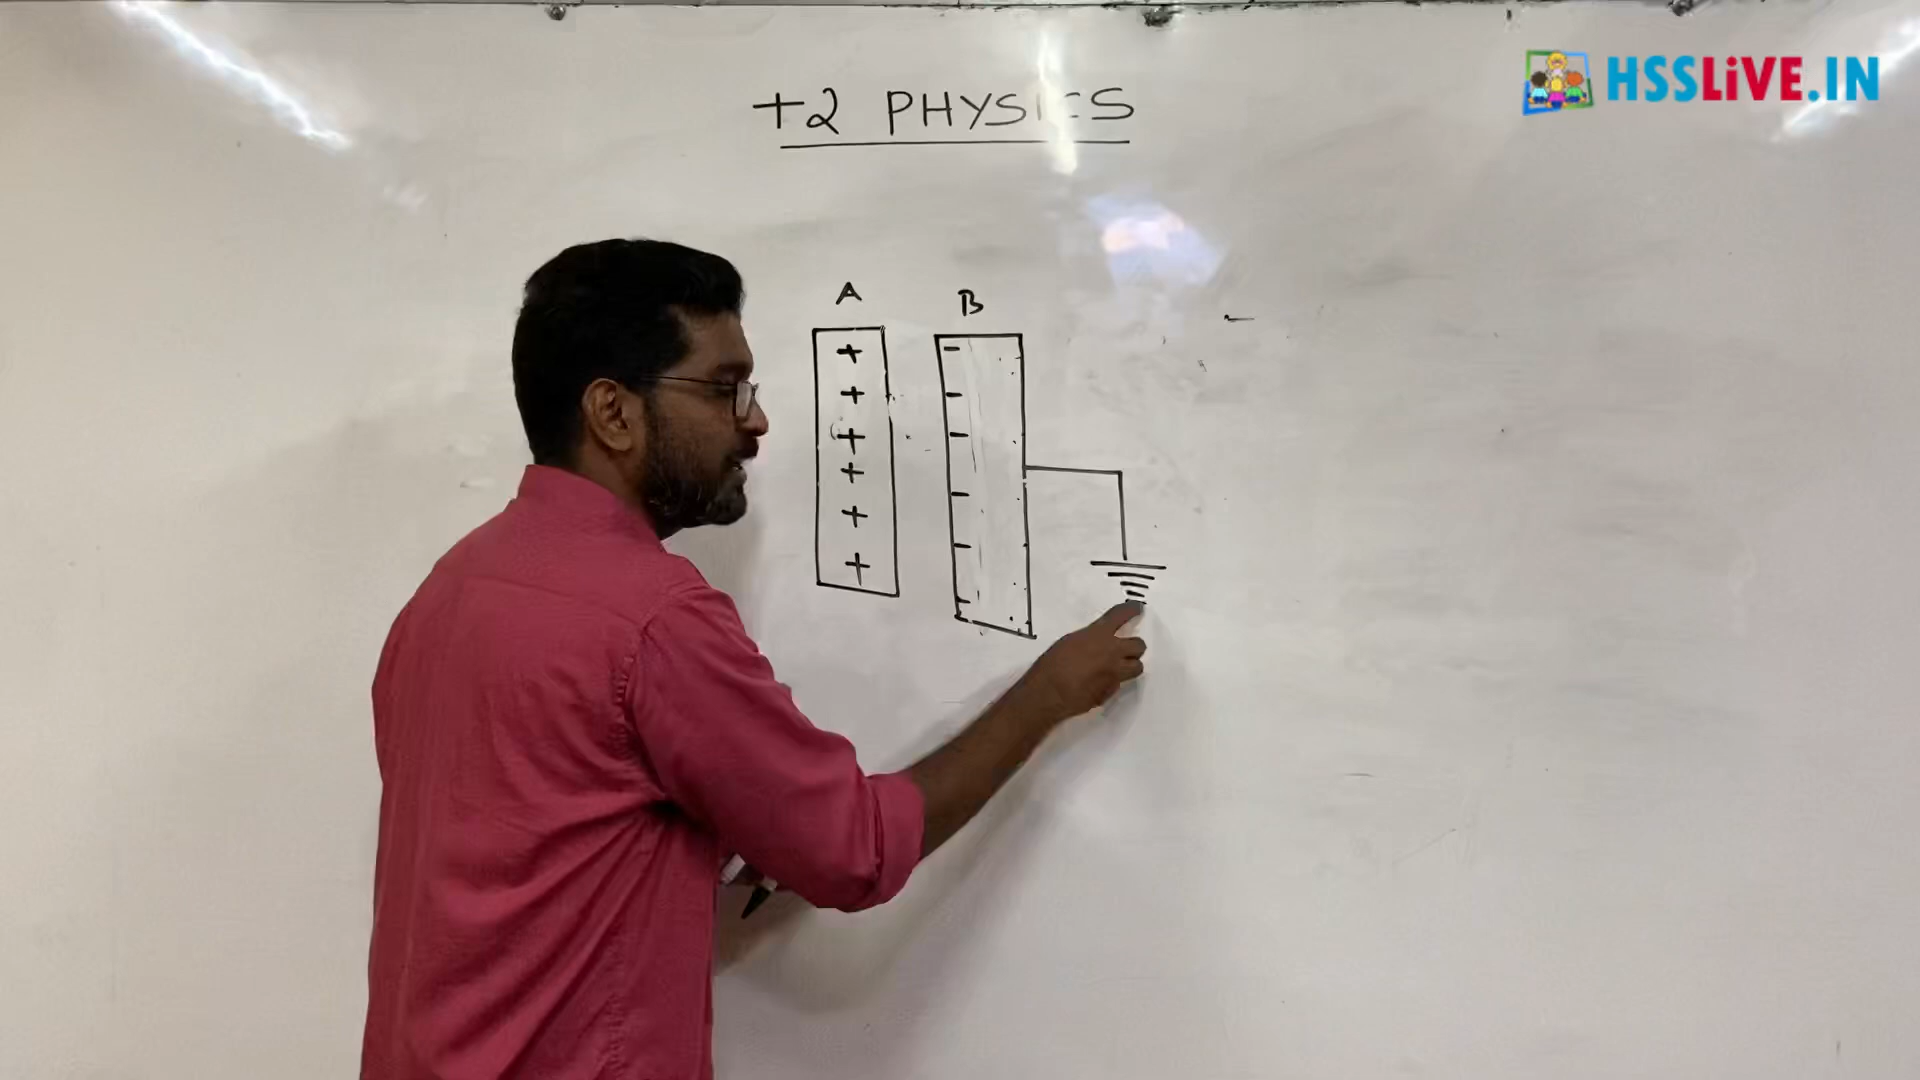 HSSLiVE.IN
+2 PHYSICS
A B
+ -
+ -
+ -
+ -
+ -
+ -